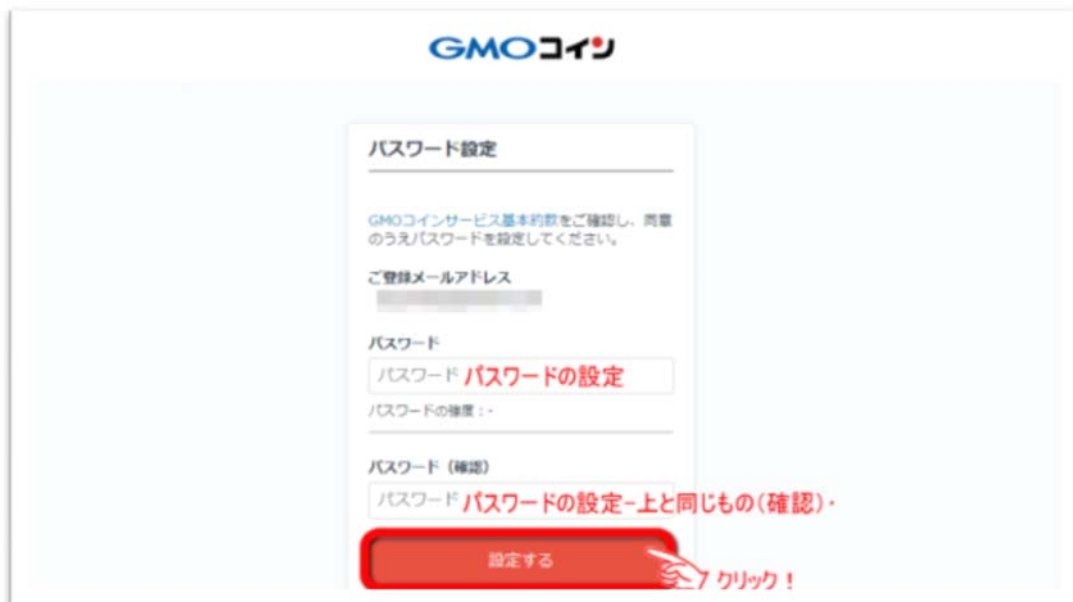 GMOコイン
パスワード設定
GMOコインサービス基本約款をご確認し、同意
のうえパスワードを設定してください。
ご登録メールアドレス
パスワード
パスワード パスワードの設定
パスワードの強度：-
パスワード（確認）
パスワード パスワードの設定-上と同じもの（確認）・
設定する
クリック！